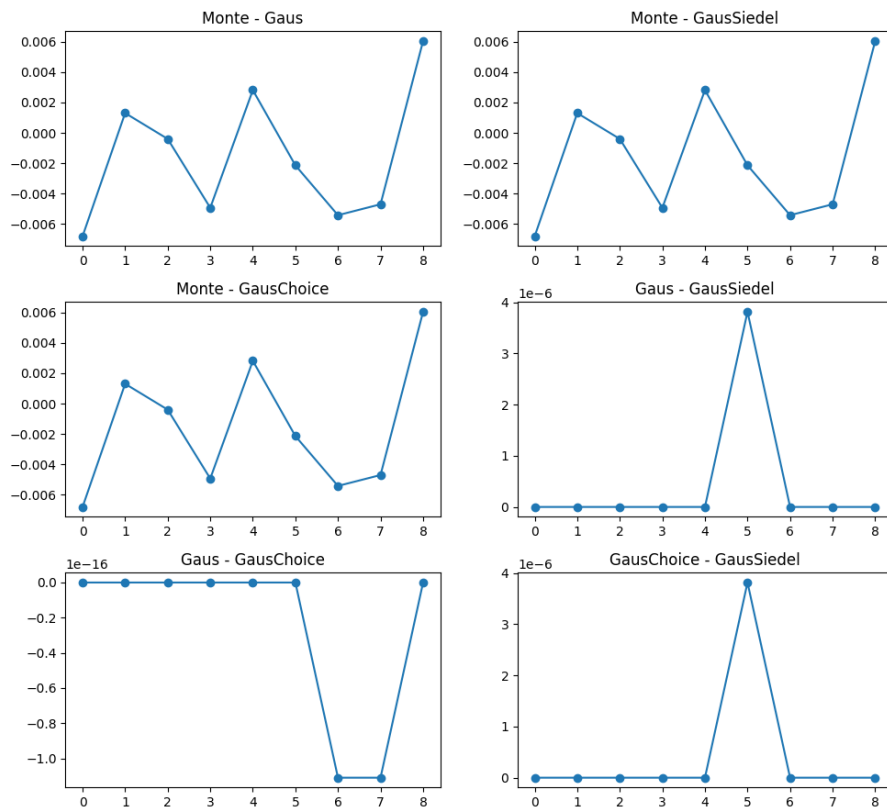 Monte - Gaus
0.006
0.004
0.002
0.000
−0.002
−0.004
−0.006
0 1 2 3 4 5 6 7 8
Monte - GausSiedel
0.006
0.004
0.002
0.000
−0.002
−0.004
−0.006
0 1 2 3 4 5 6 7 8
Monte - GausChoice
0.006
0.004
0.002
0.000
−0.002
−0.004
−0.006
0 1 2 3 4 5 6 7 8
Gaus - GausSiedel
1e−6
4
3
2
1
0
0 1 2 3 4 5 6 7 8
Gaus - GausChoice
1e−16
0.0
−0.2
−0.4
−0.6
−0.8
−1.0
0 1 2 3 4 5 6 7 8
GausChoice - GausSiedel
1e−6
4
3
2
1
0
0 1 2 3 4 5 6 7 8